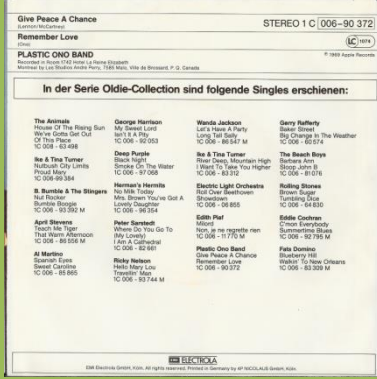 Give Peace A Chance
(Lennon/McCartney)
STEREO 1 C 006-90 372
Remember Love
(Ono)
LC 1074
PLASTIC ONO BAND
℗ 1969 Apple Records
Recorded in Room 1742 Hotel La Reine Elizabeth
Montreal by Les Studios Andre Perry, 7585 Malo, Ville de Brossard, P. Q. Canada
In der Serie Oldie-Collection sind folgende Singles erschienen:
The Animals
House Of The Rising Sun
We've Gotta Get Out
Of This Place
1C 008 - 63 498
Ike & Tina Turner
Nutbush City Limits
Proud Mary
1C 006-99 384
B. Bumble & The Stingers
Nut Rocker
Bumble Boogie
1C 006 - 93 392 M
April Stevens
Teach Me Tiger
That Warm Afternoon
1C 006 - 86 556 M
Al Martino
Spanish Eyes
Sweet Caroline
1C 006 - 85 865
George Harrison
My Sweet Lord
Isn't It A Pity
1C 006 - 92 053
Deep Purple
Black Night
Smoke On The Water
1C 006 - 97 068
Herman's Hermits
No Milk Today
Mrs. Brown You've Got A
Lovely Daughter
1C 006 - 96 354
Peter Sarstedt
Where Do You Go To
(My Lovely)
I Am A Cathedral
1C 006 - 82 661
Ricky Nelson
Hello Mary Lou
Travellin' Man
1C 006 - 93 744 M
Wanda Jackson
Let's Have A Party
Long Tall Sally
1C 006 - 86 547 M
Ike & Tina Turner
River Deep, Mountain High
I Want To Take You Higher
1C 006 - 83 312
Electric Light Orchestra
Roll Over Beethoven
Showdown
1C 006 - 06 855
Edith Piaf
Milord
Non, je ne regrette rien
1C 006 - 11 770 M
Plastic Ono Band
Give Peace A Chance
Remember Love
1C 006 - 90372
Gerry Rafferty
Baker Street
Big Change In The Weather
1C 006 - 60 574
The Beach Boys
Barbara Ann
Sloop John B
1C 006 - 81 076
Rolling Stones
Brown Sugar
Tumbling Dice
1C 006 - 64 630
Eddie Cochran
C'mon Everybody
Summertime Blues
1C 006 - 92 795 M
Fats Domino
Blueberry Hill
Walkin' To New Orleans
1C 006 - 83 309 M
EMI ELECTROLA
EMI Electrola GmbH, Köln. All rights reserved. Printed in Germany by 4P NICOLAUS GmbH, Köln.